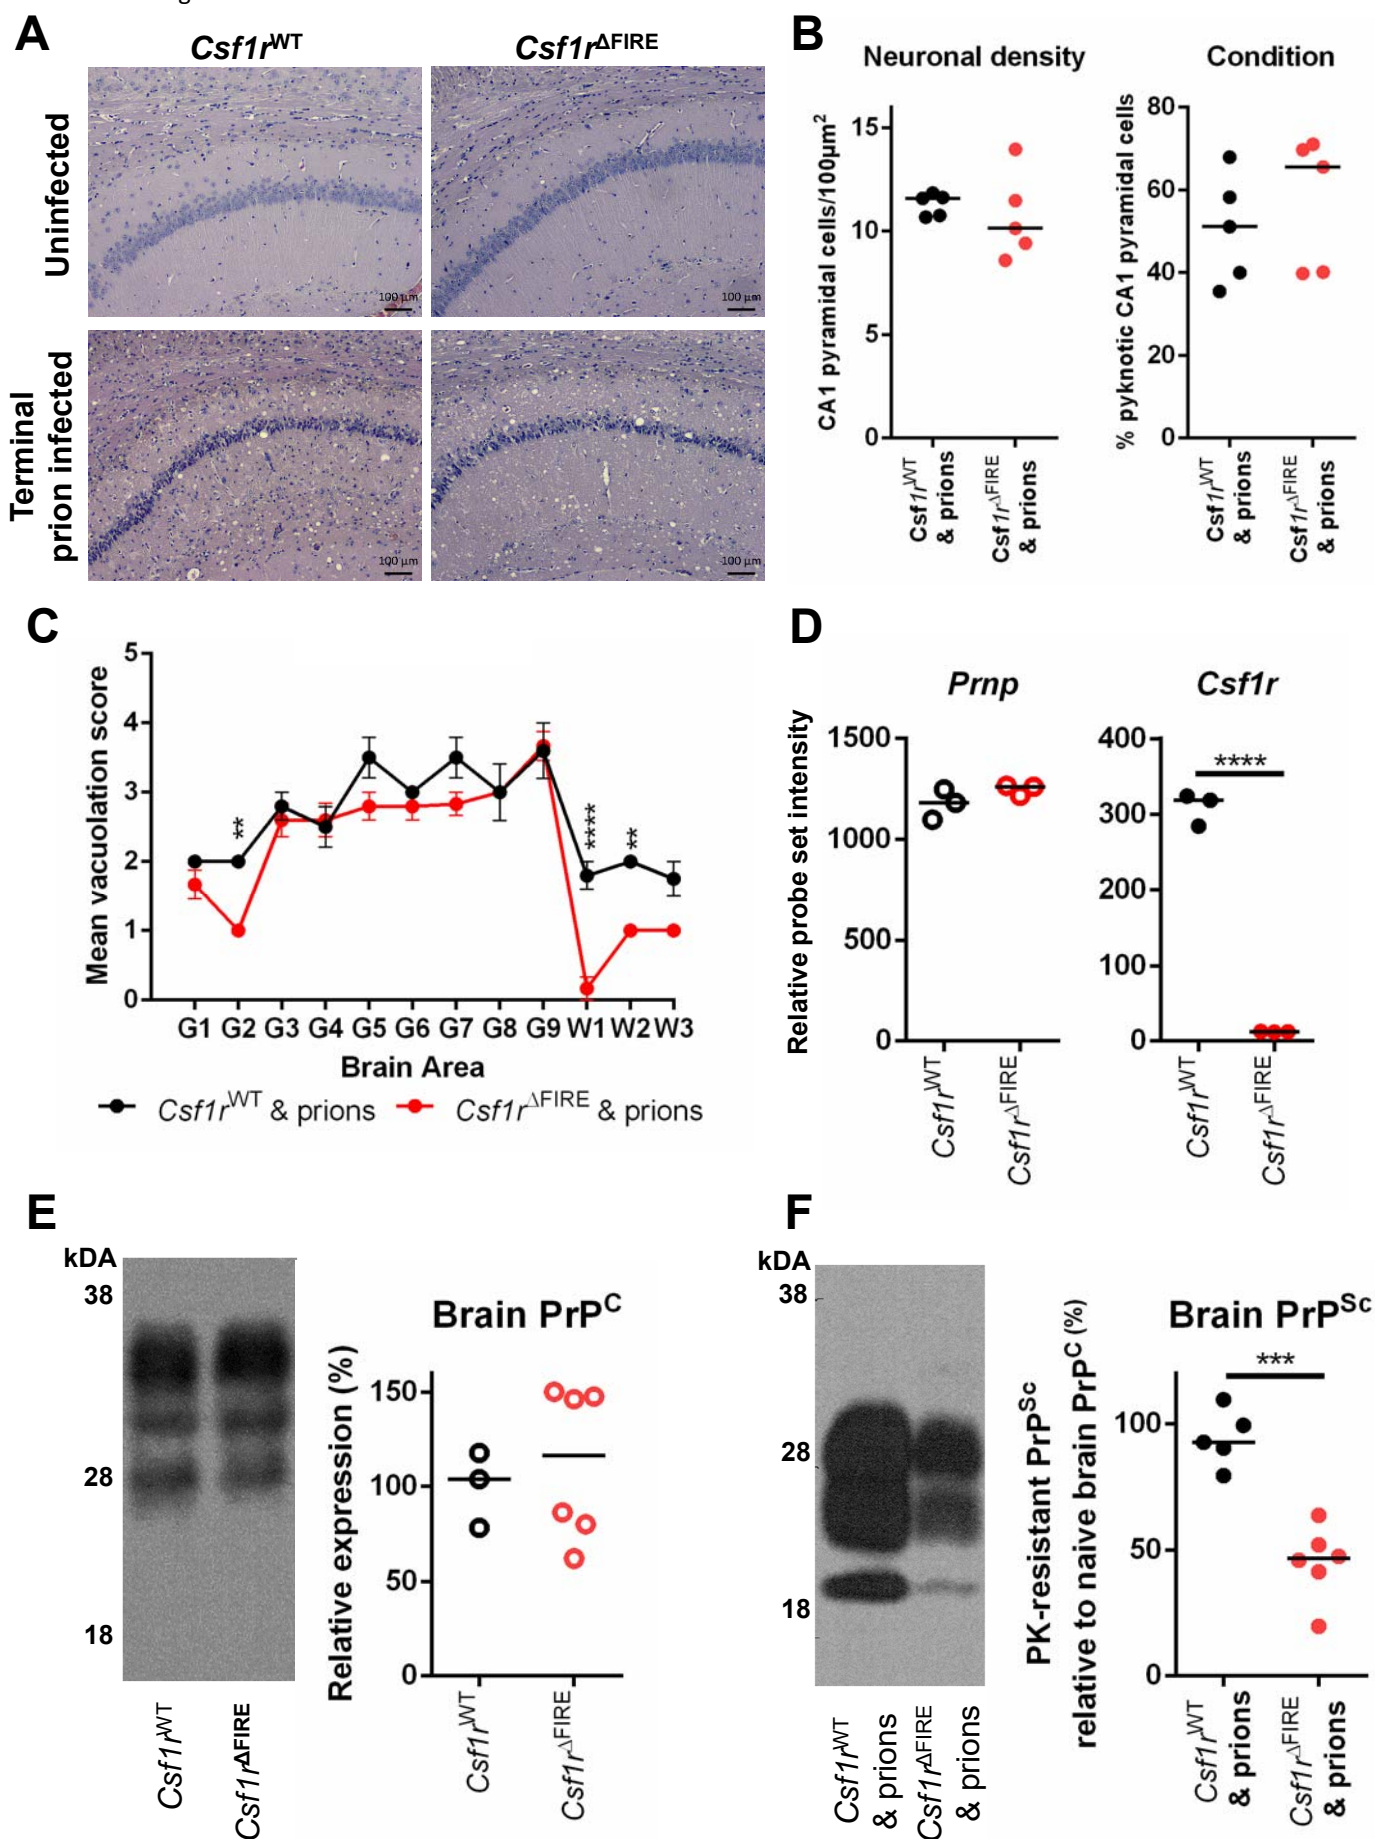 A
Csf1rWT
Csf1rΔFIRE
Uninfected
100 µm
100 µm
Terminal
prion infected
100 µm
100 µm
B
Neuronal density
CA1 pyramidal cells/100µm²
15
10
5
0
Csf1rWT
& prions
Csf1rΔFIRE
& prions
Condition
% pyknotic CA1 pyramidal cells
80
60
40
20
0
Csf1rWT
& prions
Csf1rΔFIRE
& prions
C
Mean vacuolation score
5
4
3
2
1
0
**
****
**
G1 G2 G3 G4 G5 G6 G7 G8 G9 W1 W2 W3
Brain Area
Csf1rWT & prions Csf1rΔFIRE & prions
D
Relative probe set intensity
Prnp
1500
1000
500
0
Csf1rWT
Csf1rΔFIRE
Csf1r
400
300
200
100
0
****
Csf1rWT
Csf1rΔFIRE
E
kDA
38
28
18
Csf1rWT
Csf1rΔFIRE
Brain PrPC
Relative expression (%)
150
100
50
0
Csf1rWT
Csf1rΔFIRE
F
kDA
38
28
18
Csf1rWT
& prions
Csf1rΔFIRE
& prions
Brain PrPSc
PK-resistant PrPSc
relative to naive brain PrPC (%)
***
100
50
0
Csf1rWT
& prions
Csf1rΔFIRE
& prions